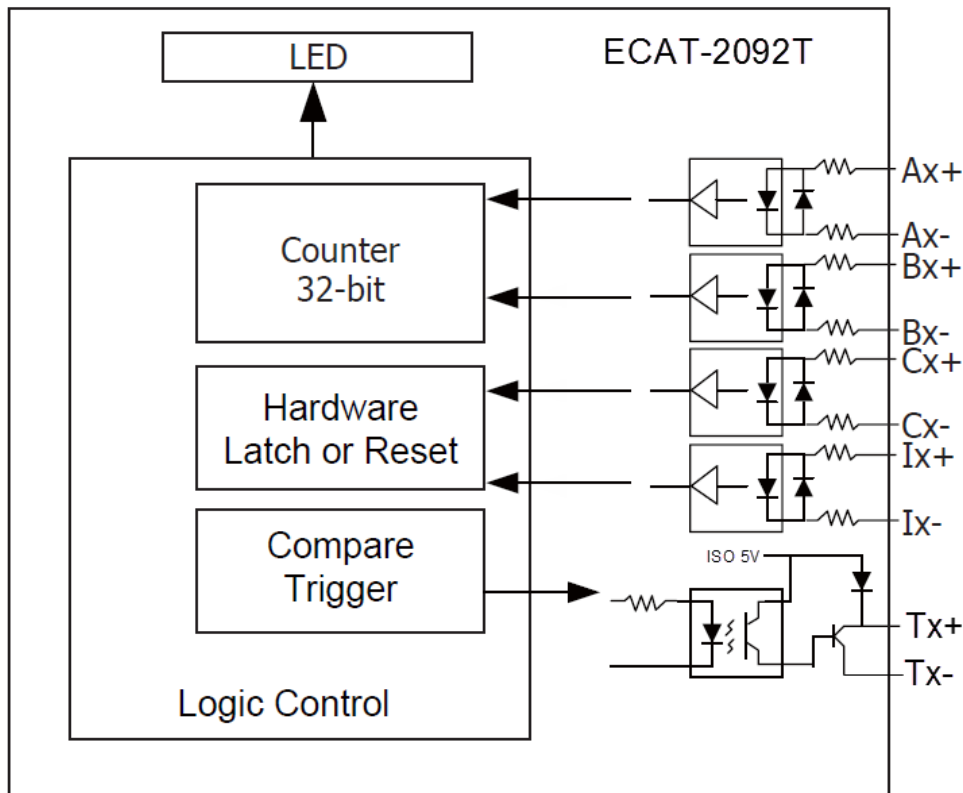 LED
ECAT-2092T
Counter
32-bit
Hardware
Latch or Reset
Compare
Trigger
Logic Control
Ax+
Ax-
Bx+
Bx-
Cx+
Cx-
Ix+
Ix-
ISO 5V
Tx+
Tx-